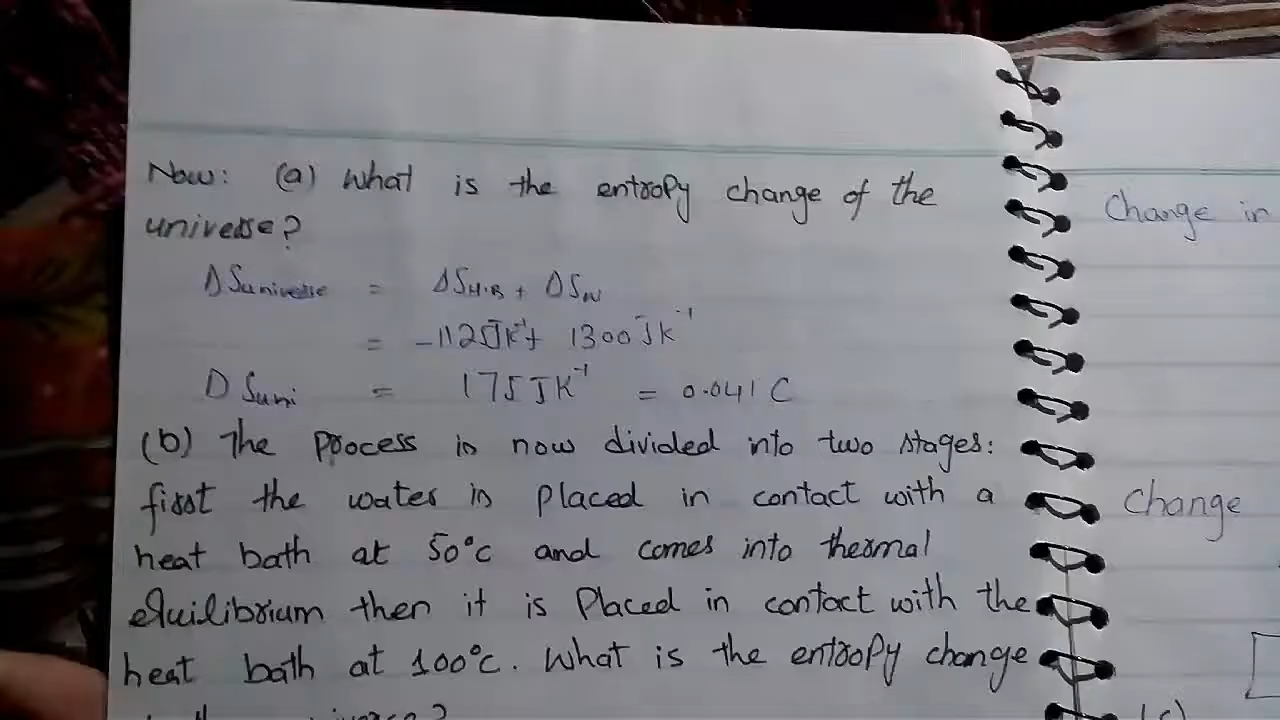 Now: (a) What is the entropy change of the
universe?
ΔSuniverse = ΔSH.B + ΔSW
= -1125JK⁻¹ + 1300JK⁻¹
ΔSuni = 175JK⁻¹ = 0.041 C
(b) The process is now divided into two stages:
first the water is placed in contact with a
heat bath at 50°C and comes into thermal
equilibrium then it is Placed in contact with the
heat bath at 100°C. What is the entropy change
Change in
Change
(c)